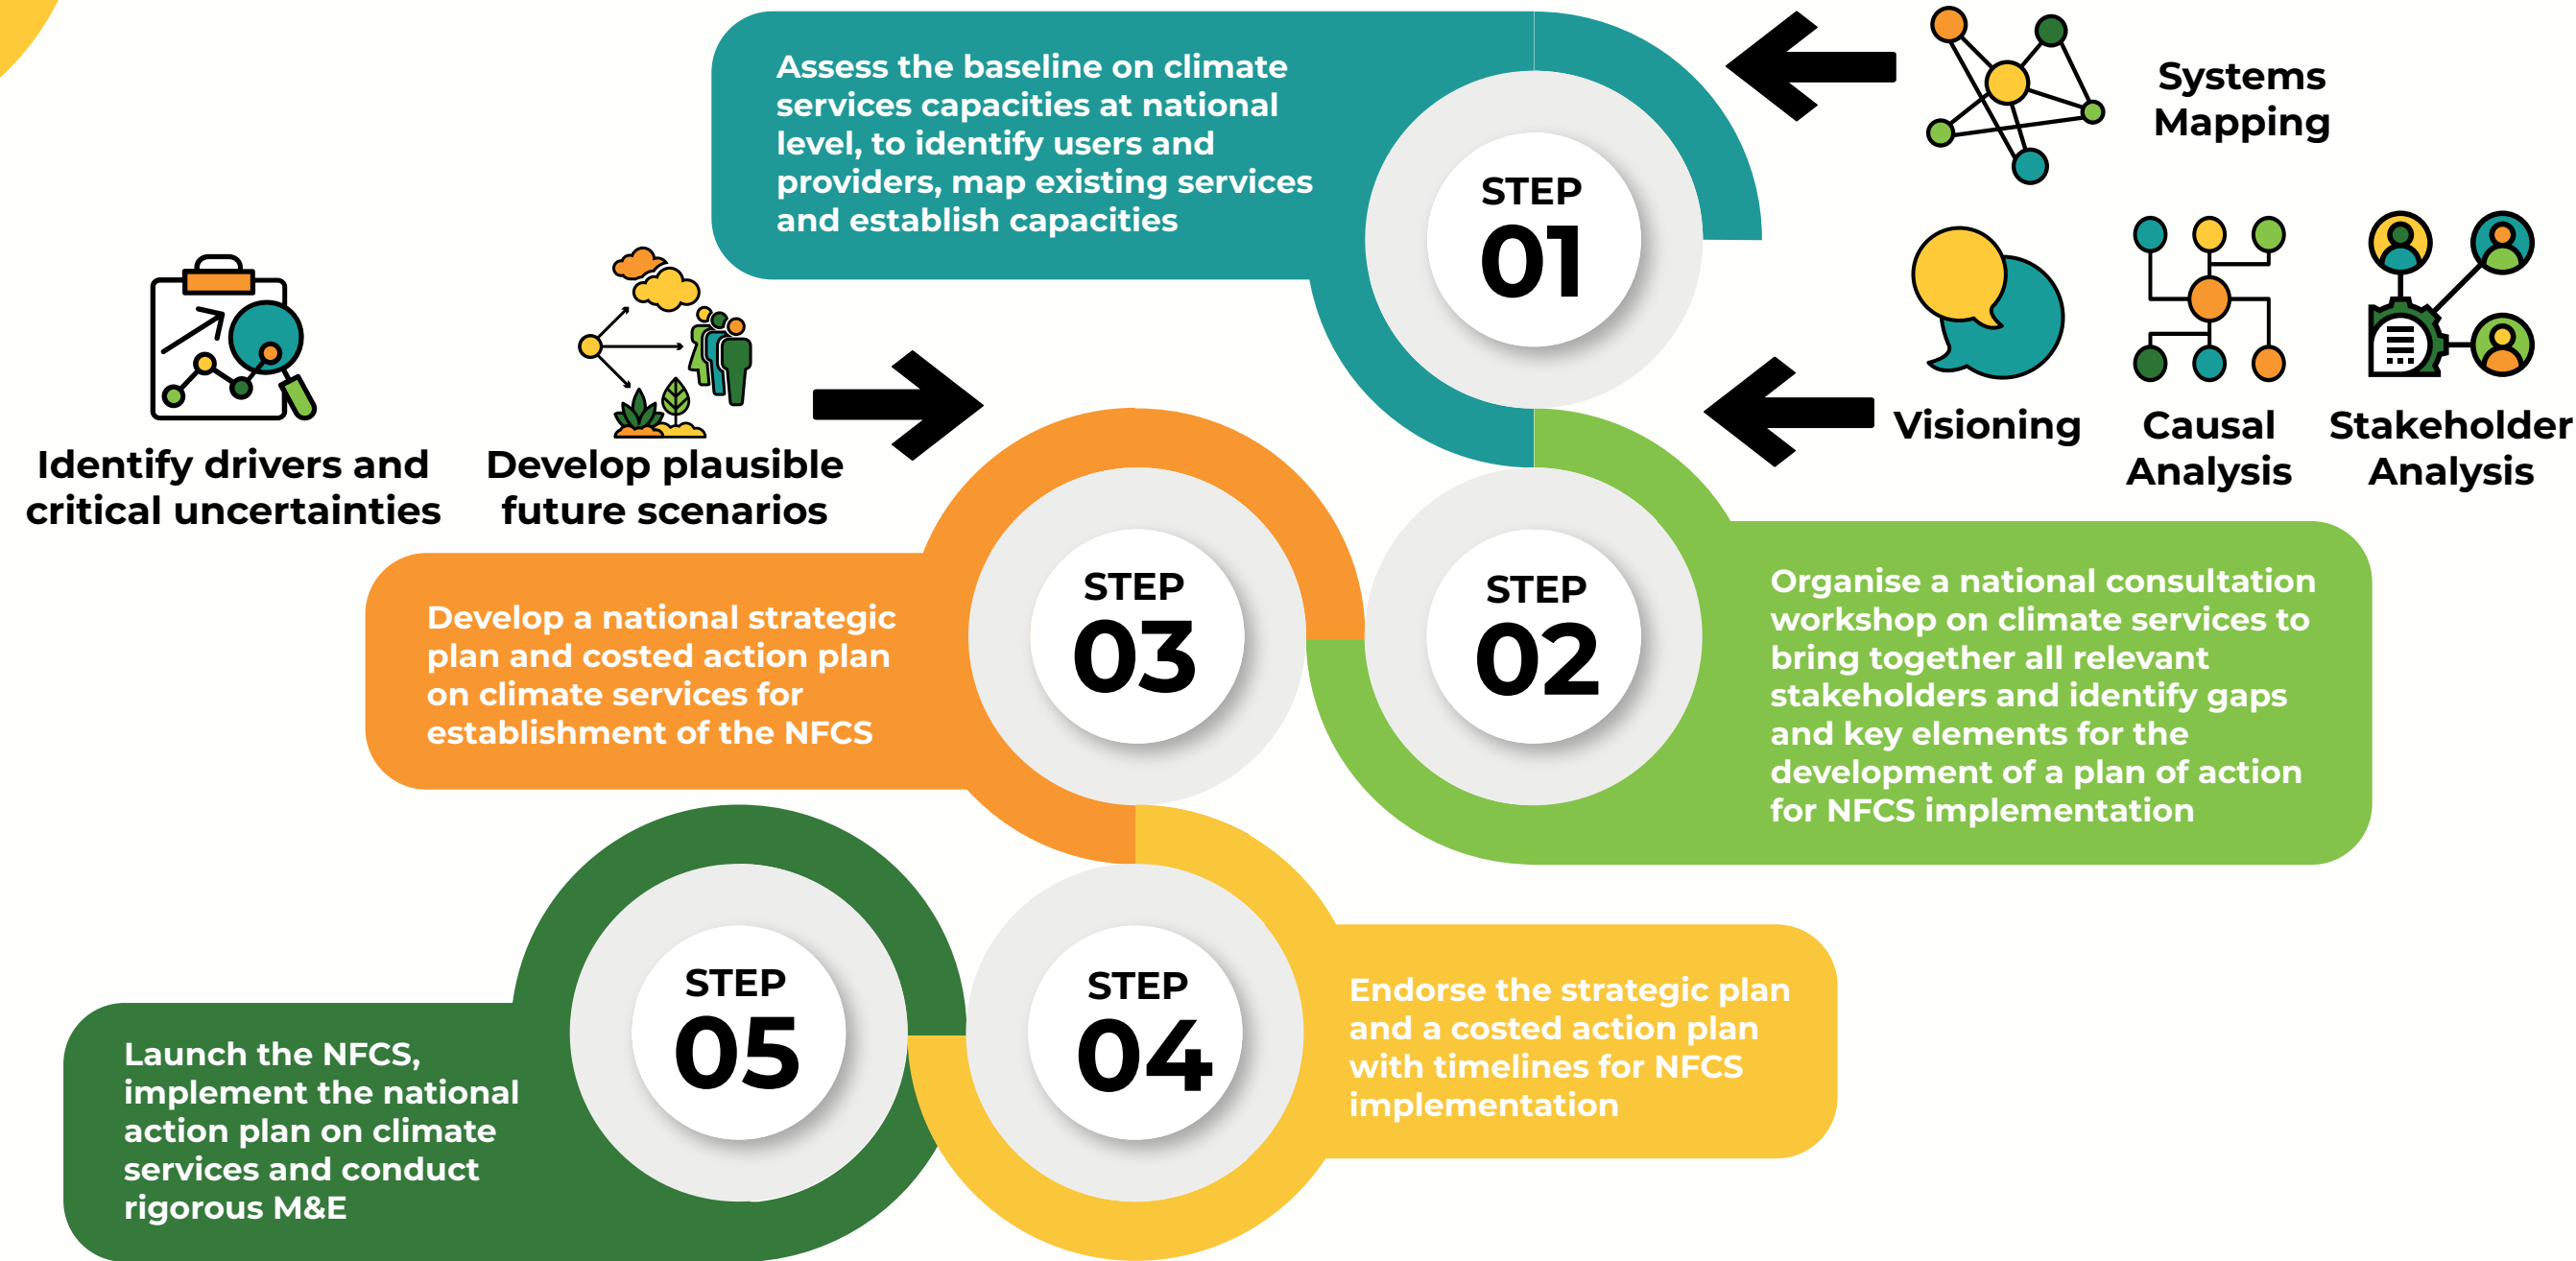 Assess the baseline on climate
services capacities at national
level, to identify users and
providers, map existing services
and establish capacities
STEP
01
Systems
Mapping
Visioning
Causal
Analysis
Stakeholder
Analysis
Identify drivers and
critical uncertainties
Develop plausible
future scenarios
STEP
02
Organise a national consultation
workshop on climate services to
bring together all relevant
stakeholders and identify gaps
and key elements for the
development of a plan of action
for NFCS implementation
STEP
03
Develop a national strategic
plan and costed action plan
on climate services for
establishment of the NFCS
STEP
04
Endorse the strategic plan
and a costed action plan
with timelines for NFCS
implementation
STEP
05
Launch the NFCS,
implement the national
action plan on climate
services and conduct
rigorous M&E